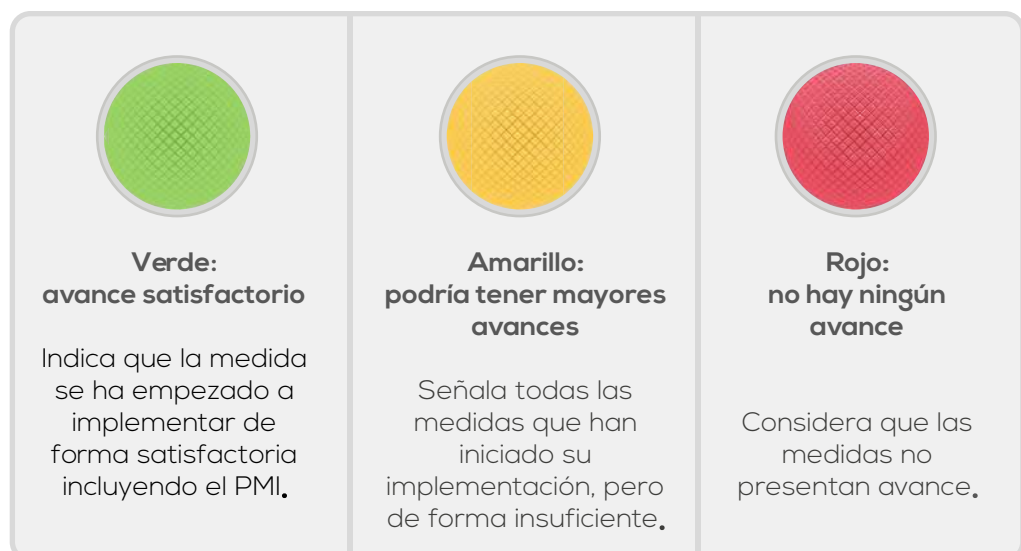 Verde:
avance satisfactorio
Indica que la medida
se ha empezado a
implementar de
forma satisfactoria
incluyendo el PMI.
Amarillo:
podría tener mayores
avances
Señala todas las
medidas que han
iniciado su
implementación, pero
de forma insuficiente.
Rojo:
no hay ningún
avance
Considera que las
medidas no
presentan avance.